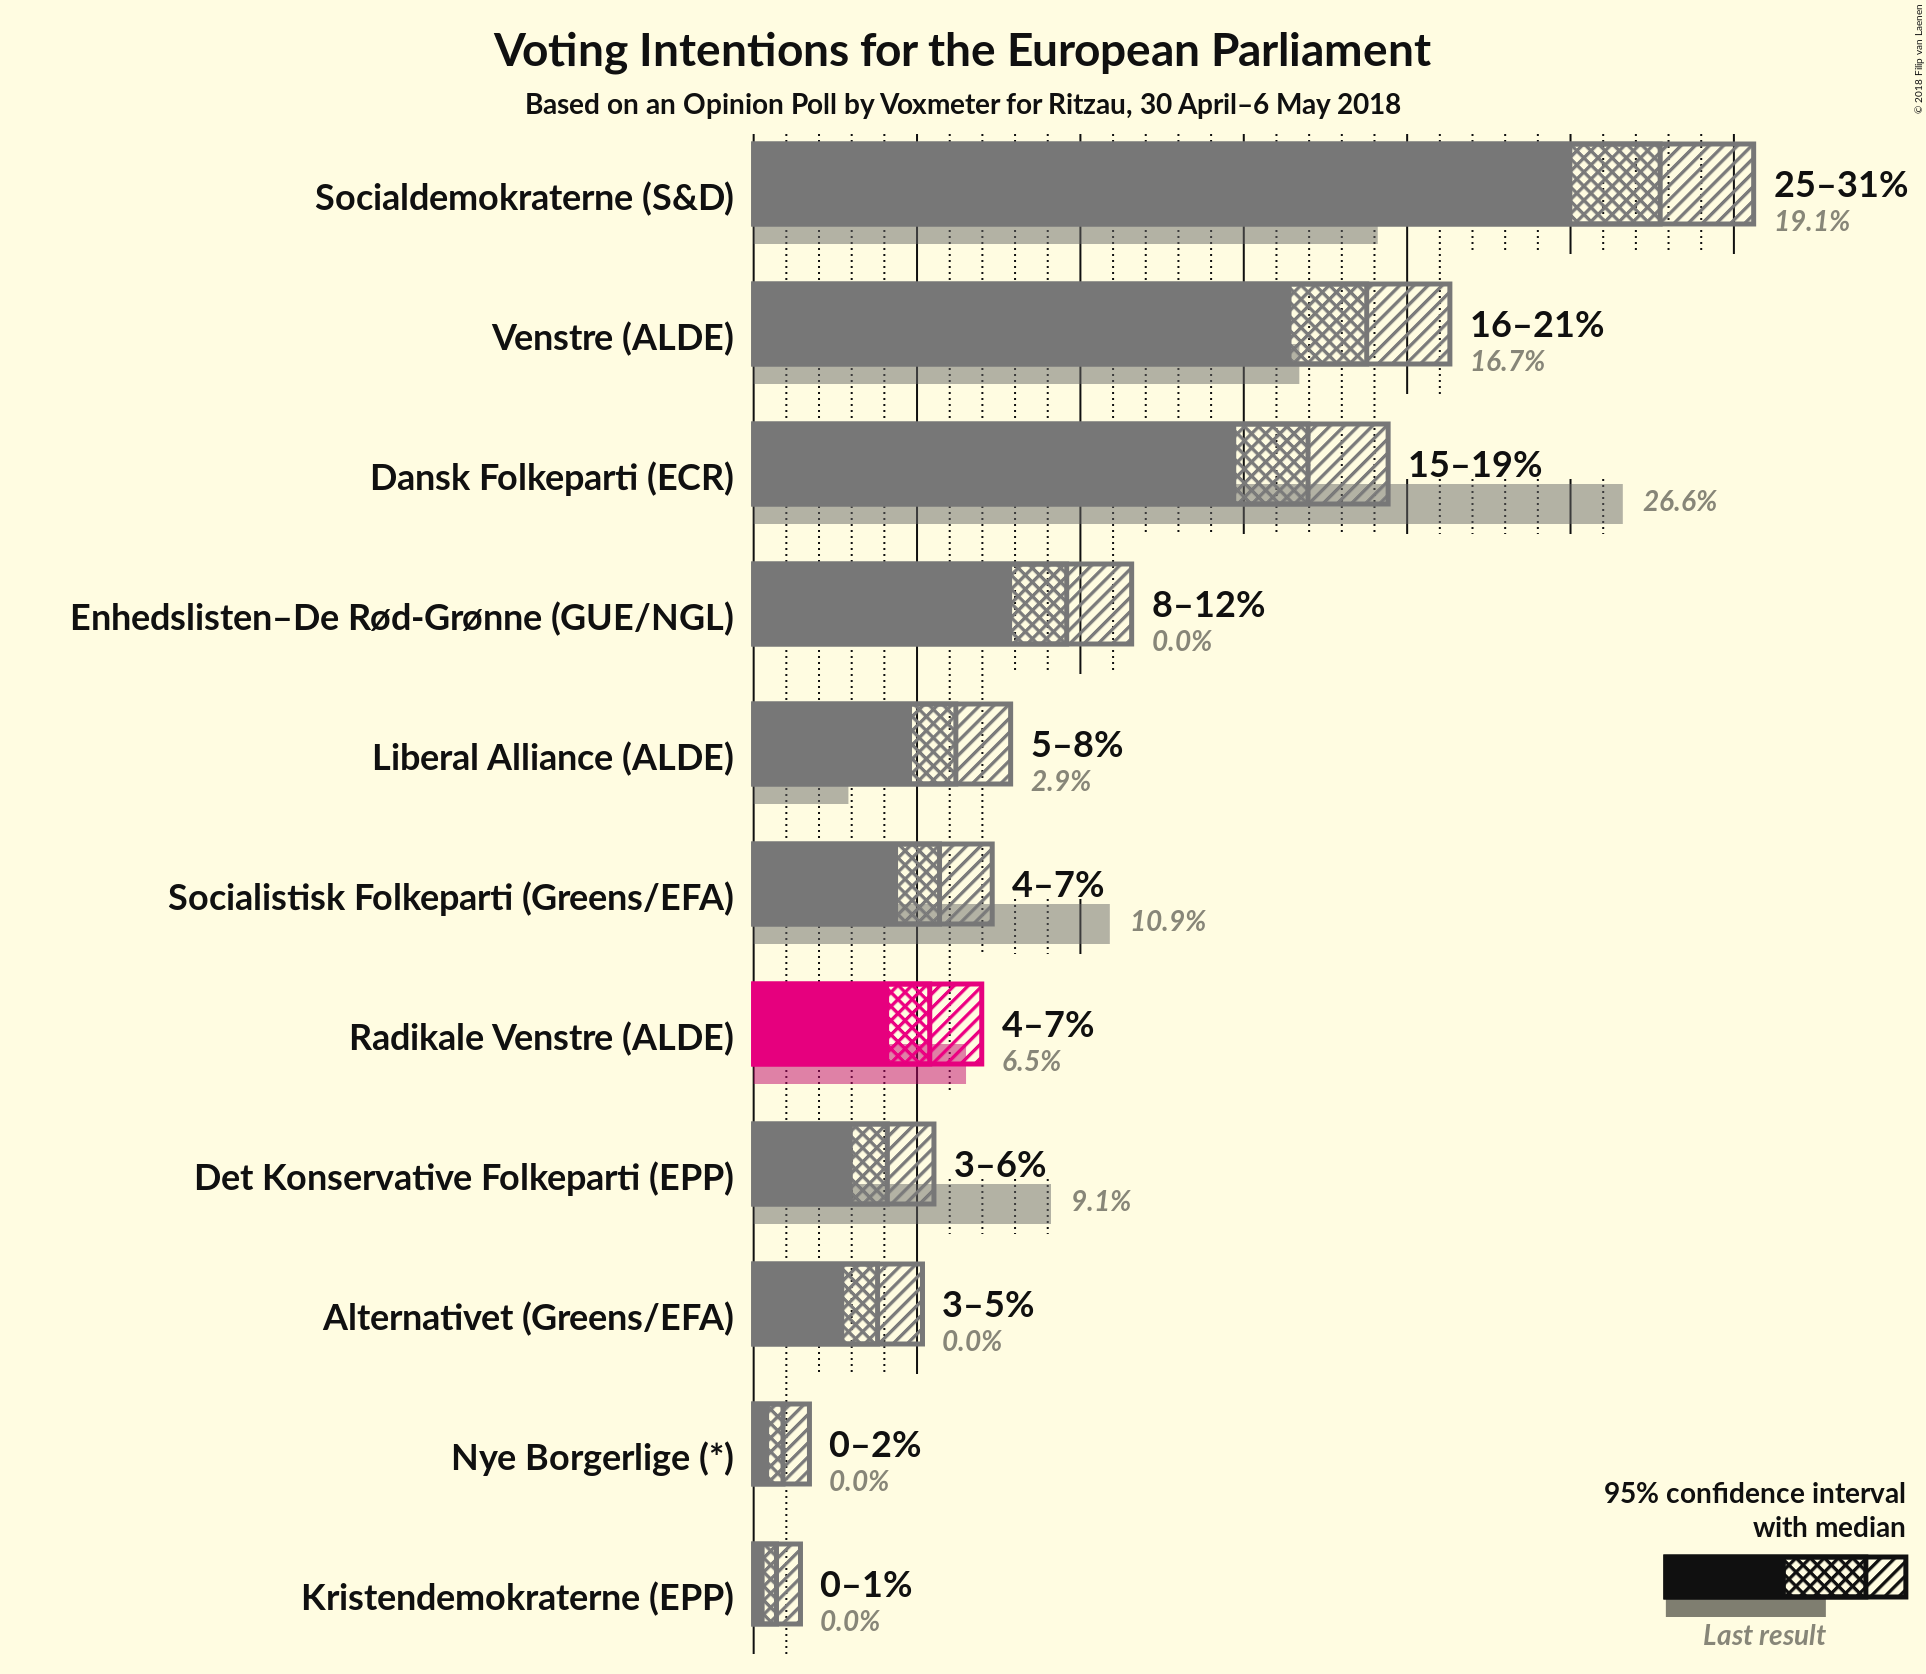 Voting Intentions for the European Parliament
Based on an Opinion Poll by Voxmeter for Ritzau, 30 April–6 May 2018
© 2018 Filip van Laenen
Socialdemokraterne (S&D)
25–31%
19.1%
Venstre (ALDE)
16–21%
16.7%
Dansk Folkeparti (ECR)
15–19%
26.6%
Enhedslisten–De Rød-Grønne (GUE/NGL)
8–12%
0.0%
Liberal Alliance (ALDE)
5–8%
2.9%
Socialistisk Folkeparti (Greens/EFA)
4–7%
10.9%
Radikale Venstre (ALDE)
4–7%
6.5%
Det Konservative Folkeparti (EPP)
3–6%
9.1%
Alternativet (Greens/EFA)
3–5%
0.0%
Nye Borgerlige (*)
0–2%
0.0%
Kristendemokraterne (EPP)
0–1%
0.0%
95% confidence interval
with median
Last result